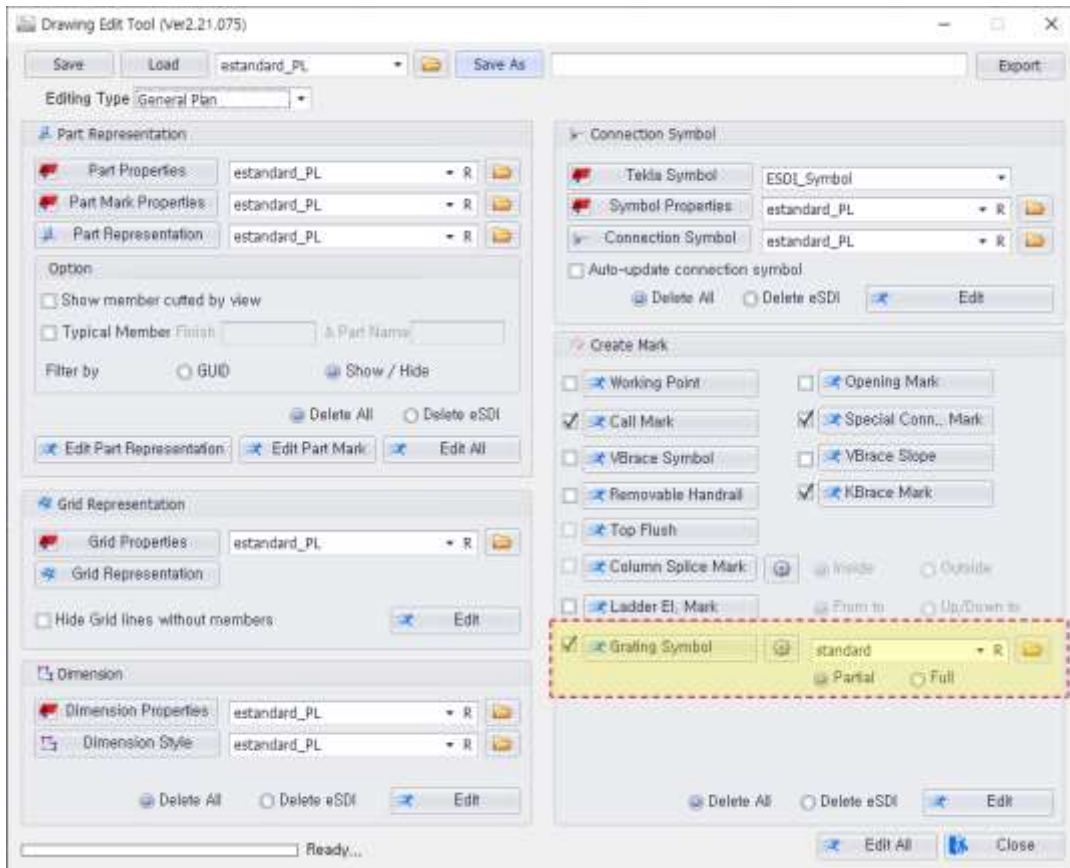 Drawing Edit Tool (Ver2.21.075)
Save Load estandard_PL Save As Export
Editing Type General Plan
Part Representation
Part Properties estandard_PL R
Part Mark Properties estandard_PL R
Part Representation estandard_PL R
Option
Show member cutted by view
Typical Member Finish & Part Name
Filter by GUID Show / Hide
Delete All Delete eSDI
Edit Part Representation Edit Part Mark Edit All
Grid Representation
Grid Properties estandard_PL R
Grid Representation
Hide Grid lines without members Edit
Dimension
Dimension Properties estandard_PL R
Dimension Style estandard_PL R
Delete All Delete eSDI Edit
Ready...
Connection Symbol
Tekla Symbol ESDI_Symbol
Symbol Properties estandard_PL R
Connection Symbol estandard_PL R
Auto-update connection symbol
Delete All Delete eSDI Edit
Create Mark
Working Point Opening Mark
Call Mark Special Conn,, Mark
VBrace Symbol VBrace Slope
Removable Handrail KBrace Mark
Top Flush
Column Splice Mark Inside Outside
Ladder El, Mark From to Up/Down to
Grating Symbol standard R
Partial Full
Delete All Delete eSDI Edit
Edit All Close